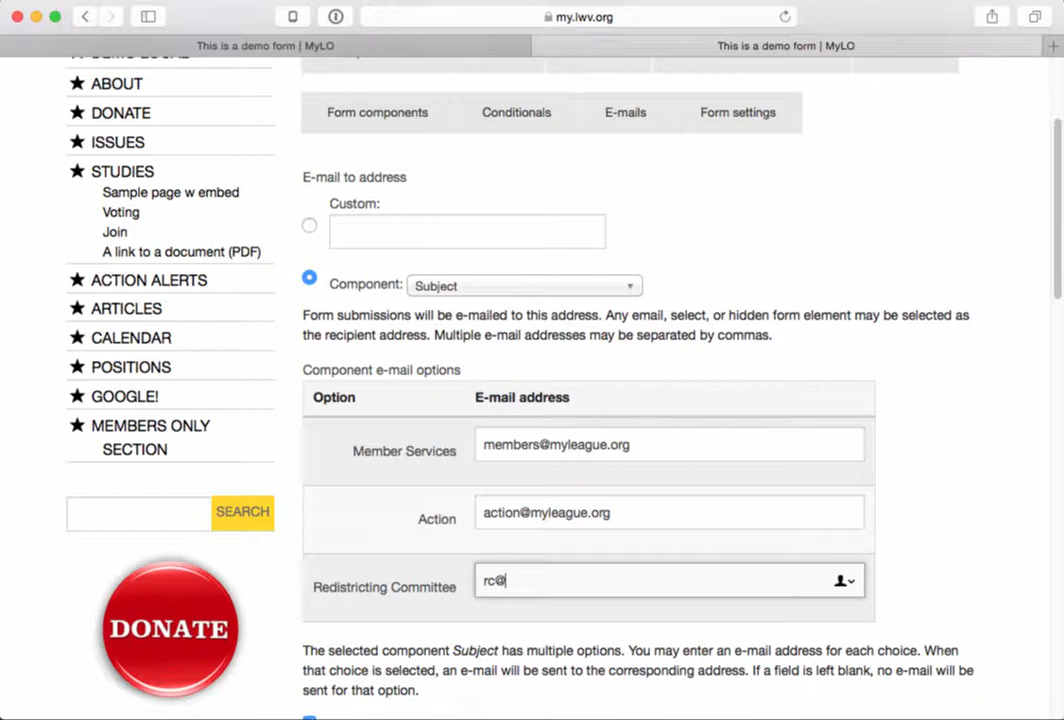 my.lwv.org
This is a demo form | MyLO
This is a demo form | MyLO
ABOUT
DONATE
ISSUES
STUDIES
Sample page w embed
Voting
Join
A link to a document (PDF)
ACTION ALERTS
ARTICLES
CALENDAR
POSITIONS
GOOGLE!
MEMBERS ONLY
SECTION
SEARCH
DONATE
Form components Conditionals E-mails Form settings
E-mail to address
Custom:
Component: Subject
Form submissions will be e-mailed to this address. Any email, select, or hidden form element may be selected as
the recipient address. Multiple e-mail addresses may be separated by commas.
Component e-mail options
Option E-mail address
Member Services members@myleague.org
Action action@myleague.org
Redistricting Committee rc@
The selected component Subject has multiple options. You may enter an e-mail address for each choice. When
that choice is selected, an e-mail will be sent to the corresponding address. If a field is left blank, no e-mail will be
sent for that option.